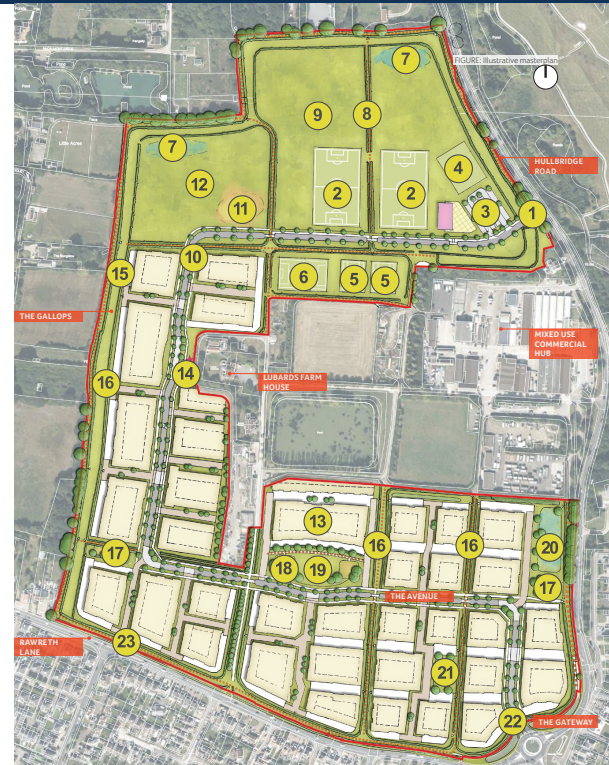 FIGURE: Illustrative masterplan
7
9
8
HULLBRIDGE
ROAD
7
4
12
2
2
3
1
11
10
15
6
5
5
THE GALLOPS
MIXED USE
COMMERCIAL
HUB
14
LUBARDS FARM
HOUSE
16
13
16
16
20
17
18
19
17
THE AVENUE
RAWRETH
LANE
23
21
22
THE GATEWAY